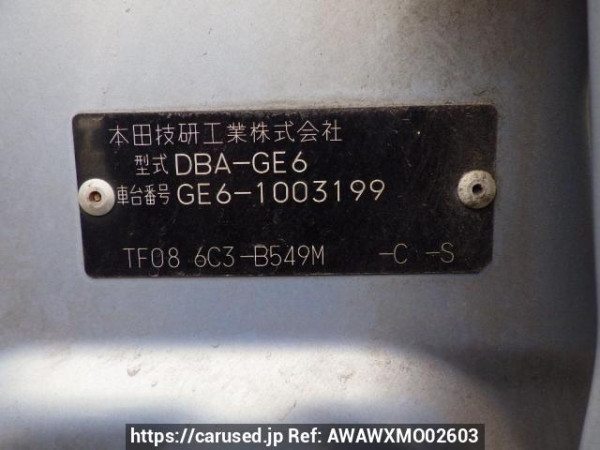 本田技研工業株式会社
型式 DBA-GE6
車台番号 GE6-1003199
TF08 6C3-B549M -C -S
https://carused.jp Ref: AWAWXMO02603